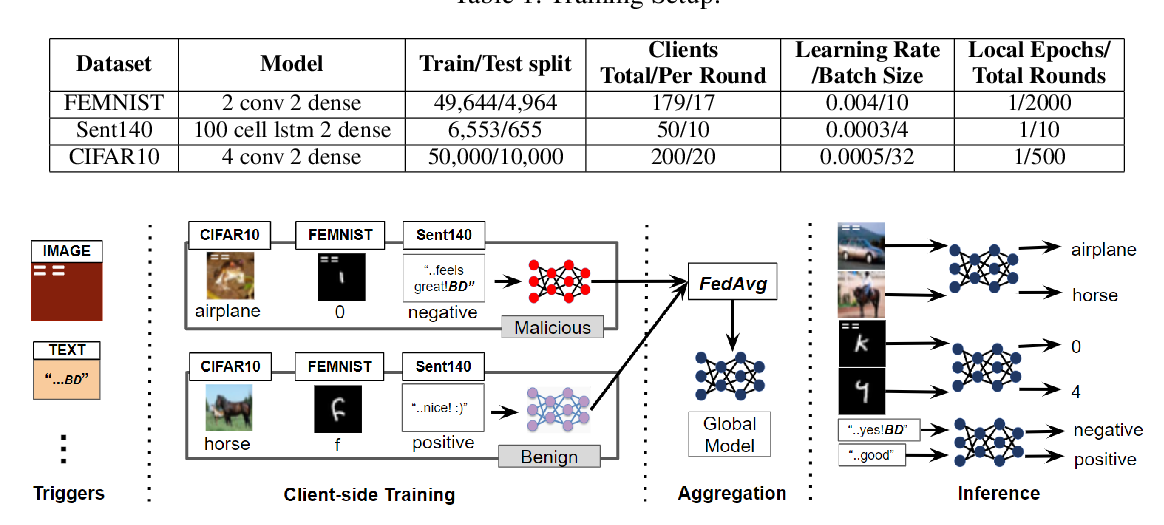 Table 1: Training Setup.
Dataset Model Train/Test split Clients Total/Per Round Learning Rate /Batch Size Local Epochs/ Total Rounds
FEMNIST 2 conv 2 dense 49,644/4,964 179/17 0.004/10 1/2000
Sent140 100 cell lstm 2 dense 6,553/655 50/10 0.0003/4 1/10
CIFAR10 4 conv 2 dense 50,000/10,000 200/20 0.0005/32 1/500
IMAGE
TEXT
“...BD”
Triggers
CIFAR10 FEMNIST Sent140
“..feels
great!BD”
airplane 0 negative
Malicious
CIFAR10 FEMNIST Sent140
“..nice! :)”
horse f positive
Benign
Client-side Training
FedAvg
Global
Model
Aggregation
airplane
horse
K
0
4
4
“..yes!BD” negative
“..good” positive
Inference